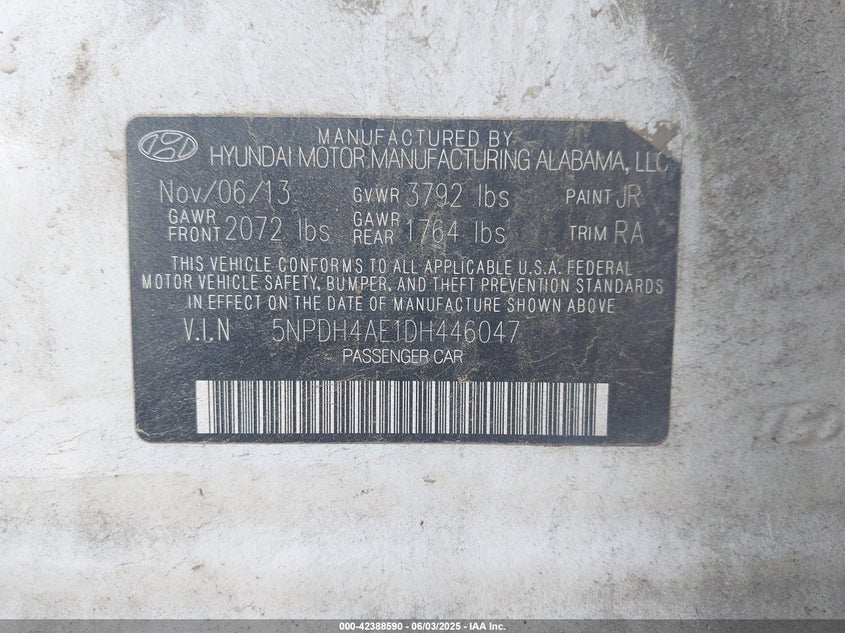 MANUFACTURED BY
HYUNDAI MOTOR MANUFACTURING ALABAMA, LLC
Nov/06/13 GVWR 3792 lbs PAINT JR
GAWR FRONT 2072 lbs GAWR REAR 1764 lbs TRIM RA
THIS VEHICLE CONFORMS TO ALL APPLICABLE U.S.A. FEDERAL
MOTOR VEHICLE SAFETY, BUMPER, AND THEFT PREVENTION STANDARDS
IN EFFECT ON THE DATE OF MANUFACTURE SHOWN ABOVE
V.I.N 5NPDH4AE1DH446047
PASSENGER CAR
000-42388590 - 06/03/2025 - IAA Inc.